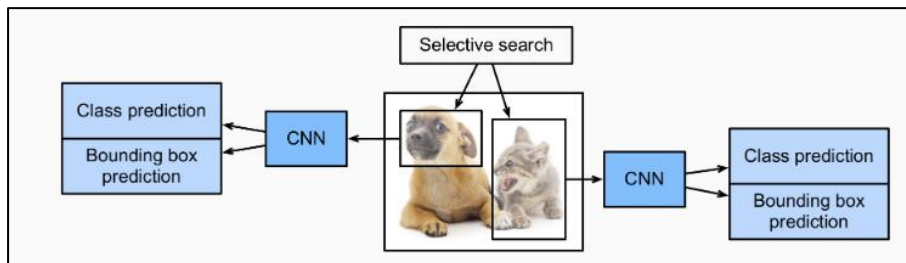 Selective search
Class prediction
Bounding box
prediction
CNN
CNN
Class prediction
Bounding box
prediction